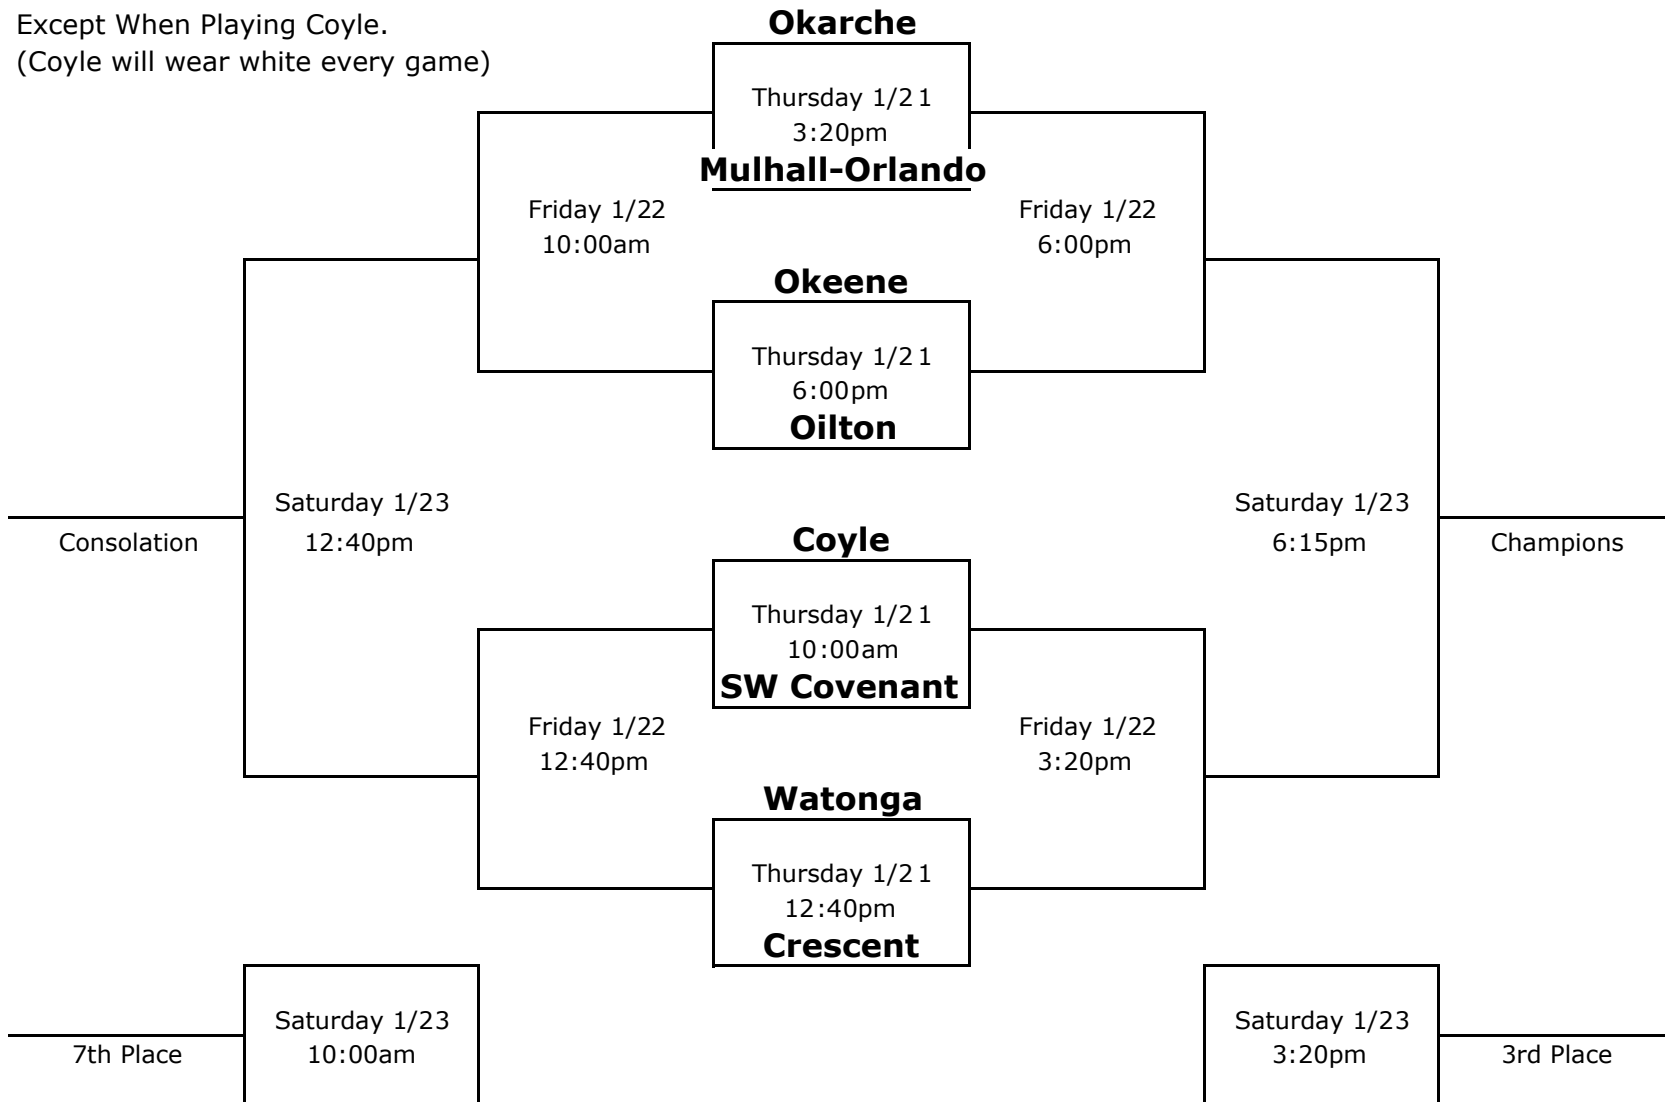 Except When Playing Coyle.
(Coyle will wear white every game)
Okarche
Thursday 1/21
3:20pm
Mulhall-Orlando
Friday 1/22
10:00am
Friday 1/22
6:00pm
Okeene
Thursday 1/21
6:00pm
Oilton
Saturday 1/23
12:40pm
Consolation
Saturday 1/23
6:15pm
Champions
Coyle
Thursday 1/21
10:00am
SW Covenant
Friday 1/22
12:40pm
Friday 1/22
3:20pm
Watonga
Thursday 1/21
12:40pm
Crescent
Saturday 1/23
10:00am
7th Place
Saturday 1/23
3:20pm
3rd Place